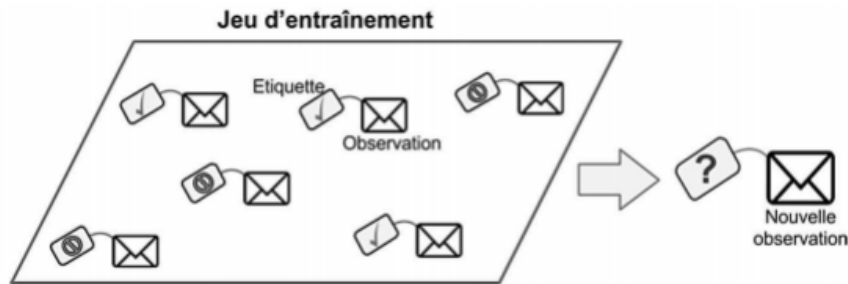 Jeu d'entraînement
Etiquette
Observation
?
Nouvelle
observation